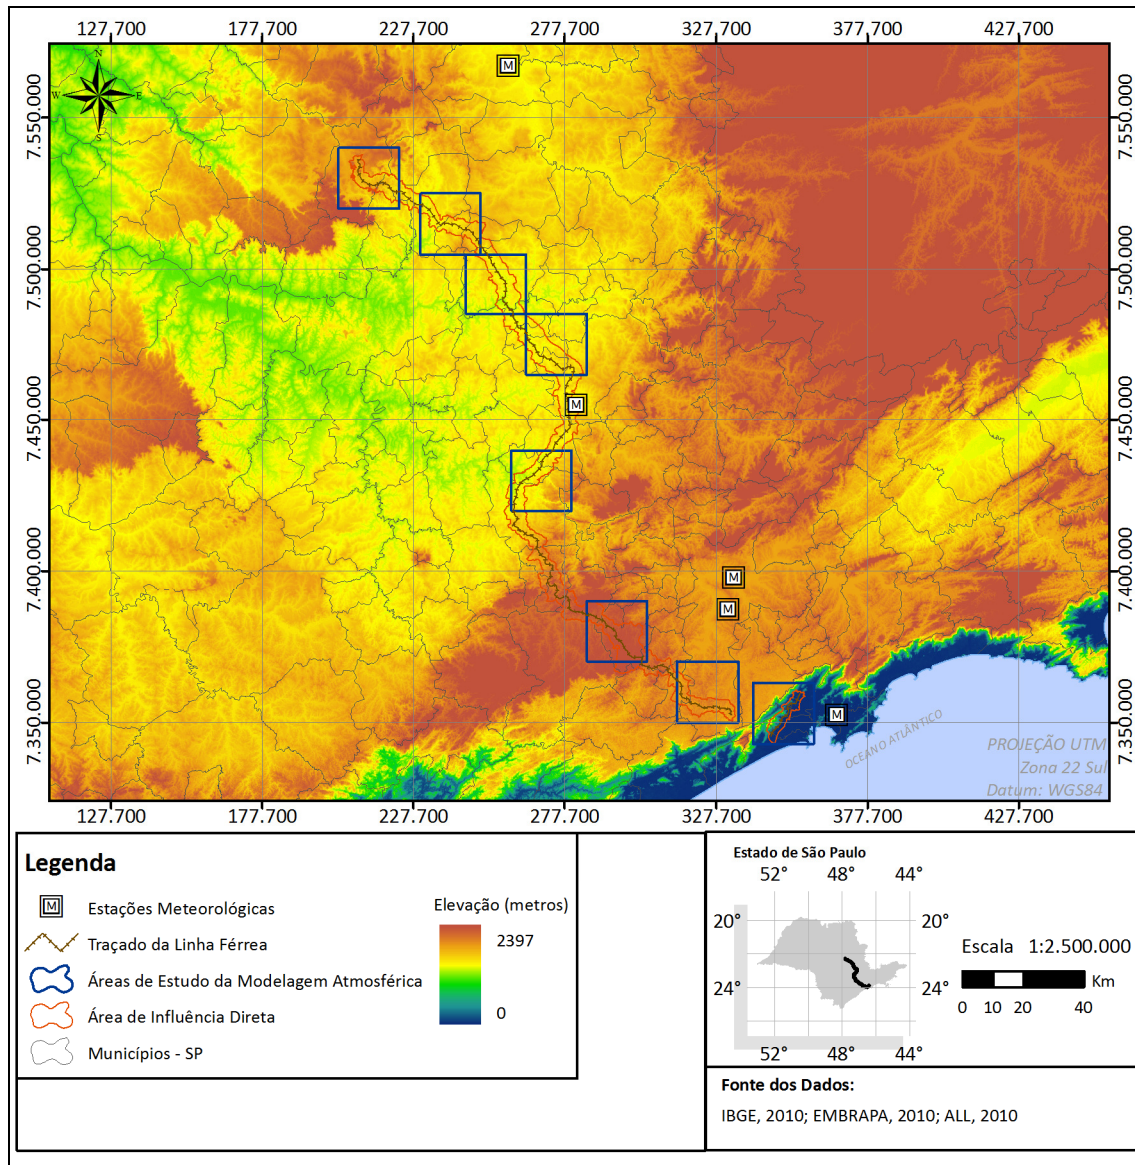 127.700 177.700 227.700 277.700 327.700 377.700 427.700
N
W E
S
M
7.550.000 7.550.000
7.500.000 7.500.000
7.450.000 7.450.000
M
7.400.000 7.400.000
M
M
7.350.000 7.350.000
M
OCEANO ATLÂNTICO
PROJEÇÃO UTM
Zona 22 Sul
Datum: WGS84
127.700 177.700 227.700 277.700 327.700 377.700 427.700
Legenda
M Estações Meteorológicas
Traçado da Linha Férrea
Áreas de Estudo da Modelagem Atmosférica
Área de Influência Direta
Municípios - SP
Elevação (metros)
2397
0
Estado de São Paulo
52° 48° 44°
20° 20°
24° 24°
52° 48° 44°
Escala 1:2.500.000
Km
0 10 20 40
Fonte dos Dados:
IBGE, 2010; EMBRAPA, 2010; ALL, 2010